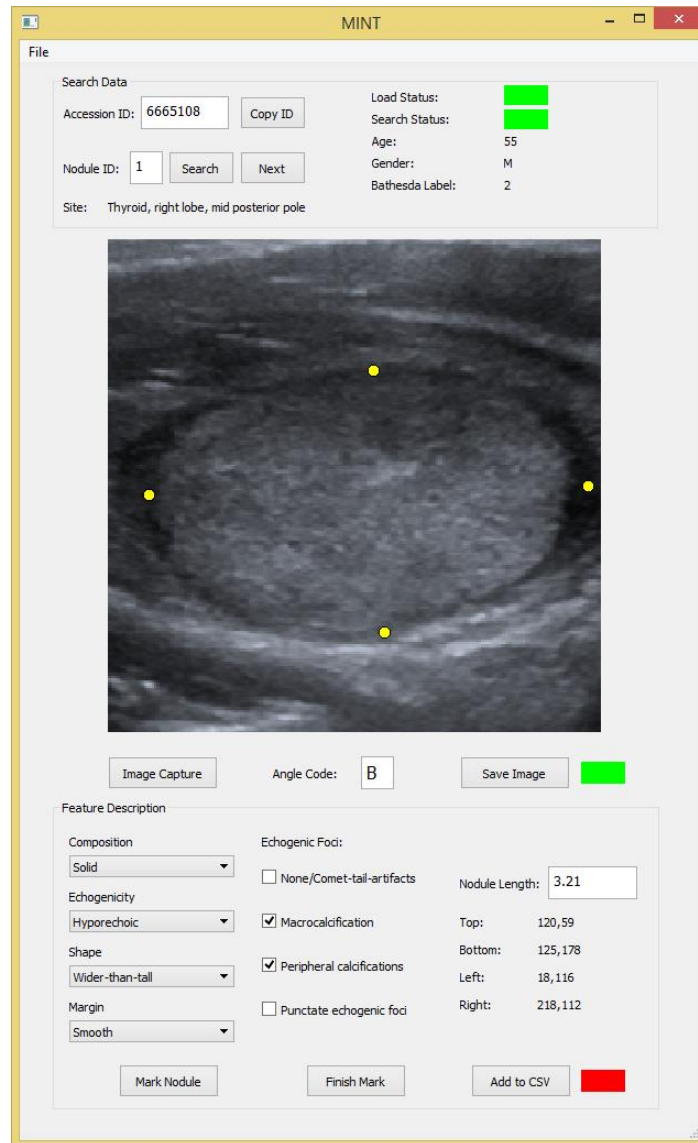 MINT
File
Search Data
Accession ID: 6665108 Copy ID
Load Status:
Search Status:
Age: 55
Nodule ID: 1 Search Next
Gender: M
Bathesda Label: 2
Site: Thyroid, right lobe, mid posterior pole
Image Capture Angle Code: B Save Image
Feature Description
Composition
Solid
Echogenicity
Hyporechoic
Shape
Wider-than-tall
Margin
Smooth
Echogenic Foci:
None/Comet-tail-artifacts
Macrocalcification
Peripheral calcifications
Punctate echogenic foci
Nodule Length: 3.21
Top: 120,59
Bottom: 125,178
Left: 18,116
Right: 218,112
Mark Nodule Finish Mark Add to CSV